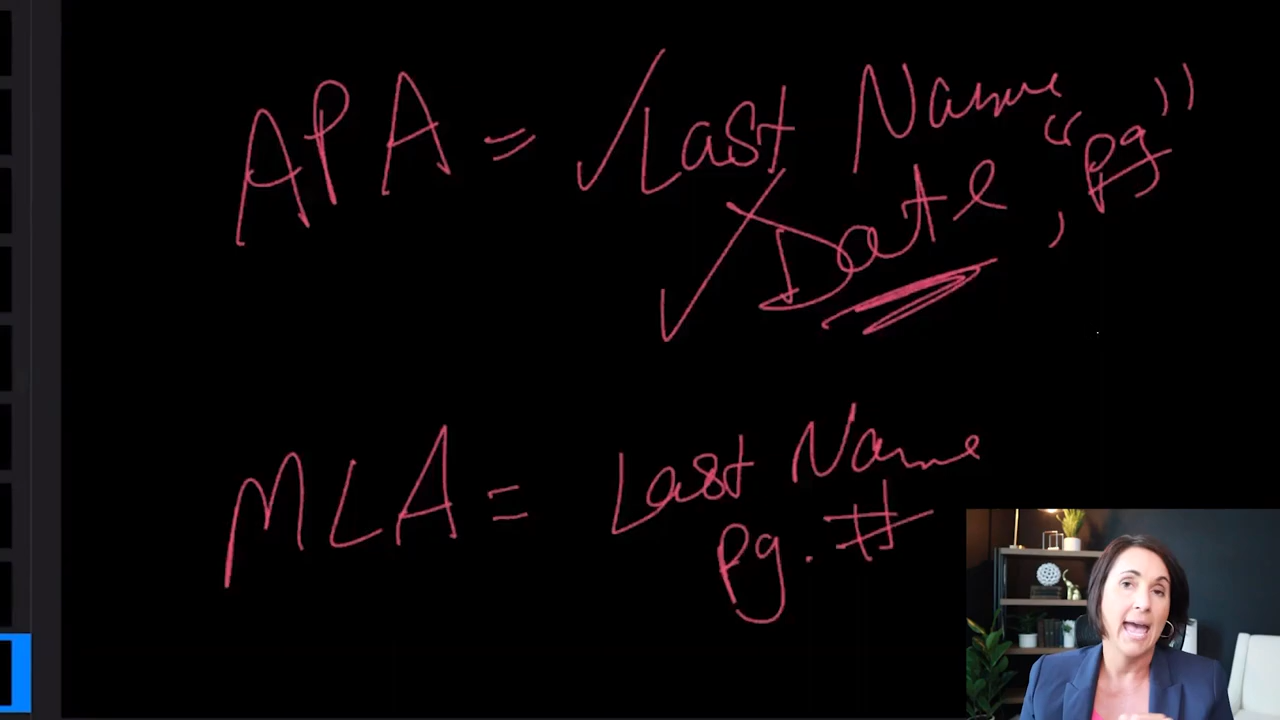 APA = ✓Last Name
✓Date, "pg"
MLA = Last Name
pg. #